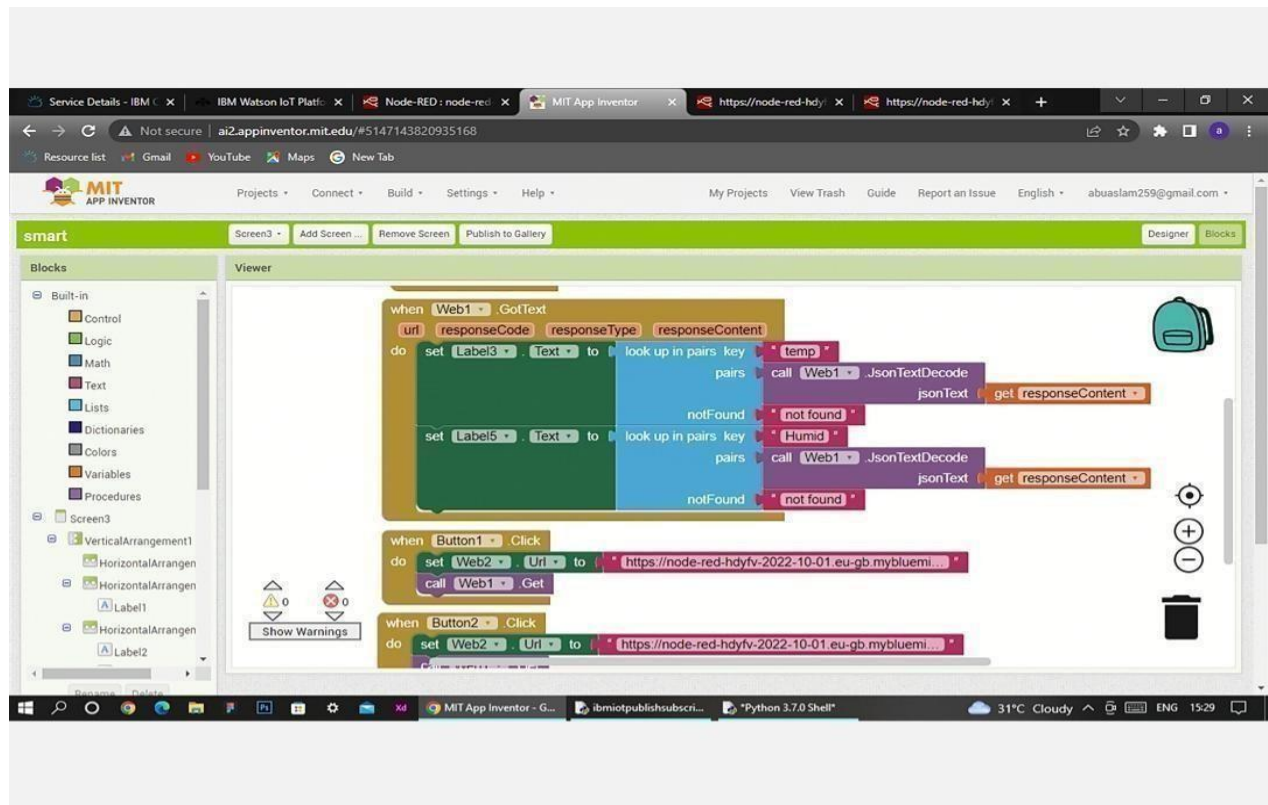 Service Details - IBM C
IBM Watson IoT Platfo
Node-RED : node-red
MIT App Inventor
https://node-red-hdyf
https://node-red-hdyf
Not secure | ai2.appinventor.mit.edu/#5147143820935168
a
Resource list Gmail YouTube Maps New Tab
MIT
APP INVENTOR
Projects Connect Build Settings Help My Projects View Trash Guide Report an Issue English abuaslam259@gmail.com
smart Screen3 Add Screen ... Remove Screen Publish to Gallery Designer Blocks
Blocks Viewer
Built-in
Control
Logic
Math
Text
Lists
Dictionaries
Colors
Variables
Procedures
Screen3
VerticalArrangement1
HorizontalArrangen
HorizontalArrangen
Label1
HorizontalArrangen
Label2
Rename Delete
when Web1 .GotText
url responseCode responseType responseContent
do set Label3 . Text to look up in pairs key " temp "
pairs call Web1 .JsonTextDecode
jsonText get responseContent
notFound " not found "
set Label5 . Text to look up in pairs key " Humid "
pairs call Web1 .JsonTextDecode
jsonText get responseContent
notFound " not found "
when Button1 .Click
do set Web2 . Url to " https://node-red-hdyfv-2022-10-01.eu-gb.mybluemi... "
call Web1 .Get
when Button2 .Click
do set Web2 . Url to " https://node-red-hdyfv-2022-10-01.eu-gb.mybluemi... "
0 0
Show Warnings
Ps Xd MIT App Inventor - G... ibmiotpublishsubscri... *Python 3.7.0 Shell* 31°C Cloudy ENG 15:29